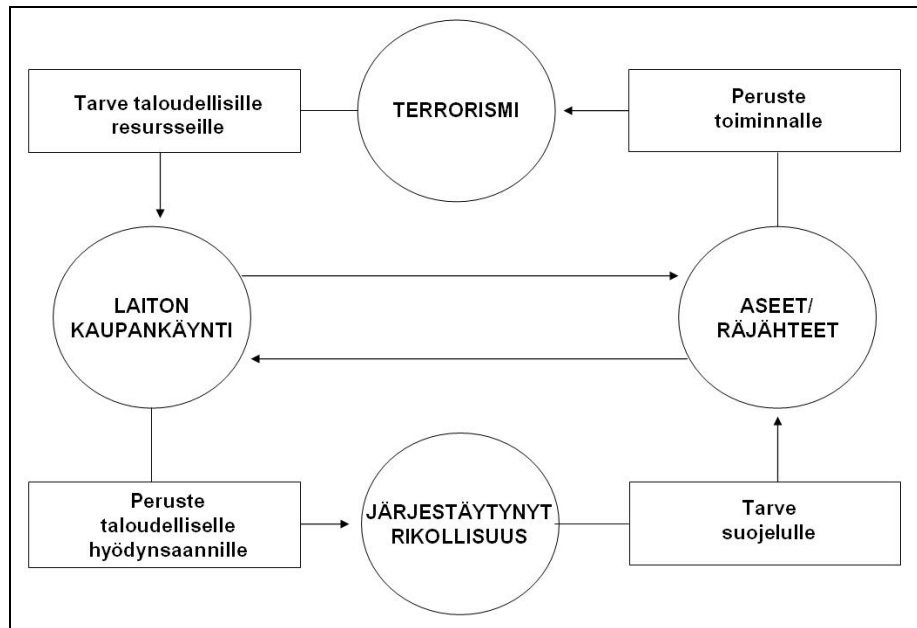 Tarve taloudellisille
resursseille
TERRORISMI
Peruste
toiminnalle
LAITON
KAUPANKÄYNTI
ASEET/
RÄJÄHTEET
Peruste
taloudelliselle
hyödynsaannille
JÄRJESTÄYTYNYT
RIKOLLISUUS
Tarve
suojelulle